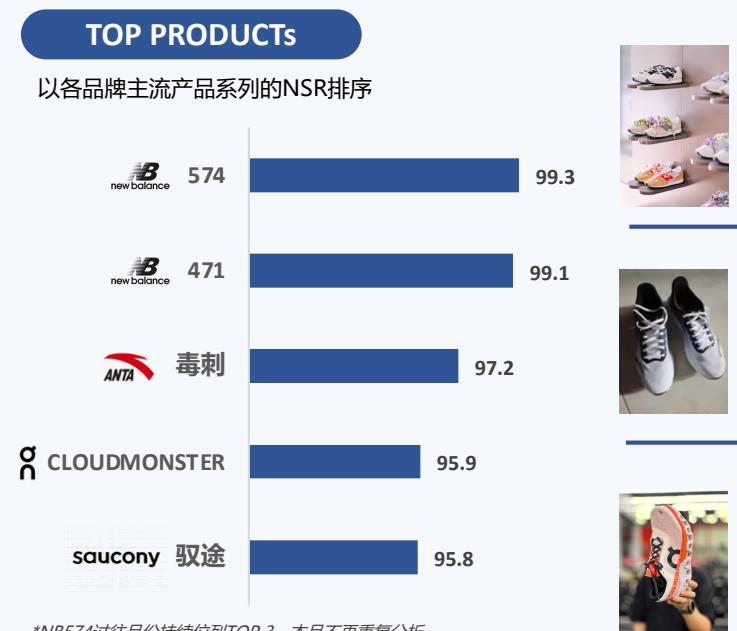 TOP PRODUCTs
以各品牌主流产品系列的NSR排序
NB new balance 574 99.3
NB new balance 471 99.1
ANTA 毒刺 97.2
On CLOUDMONSTER 95.9
saucony 驭途 95.8
*NB574过往月份持续位列TOP 3，本月不再重复分析